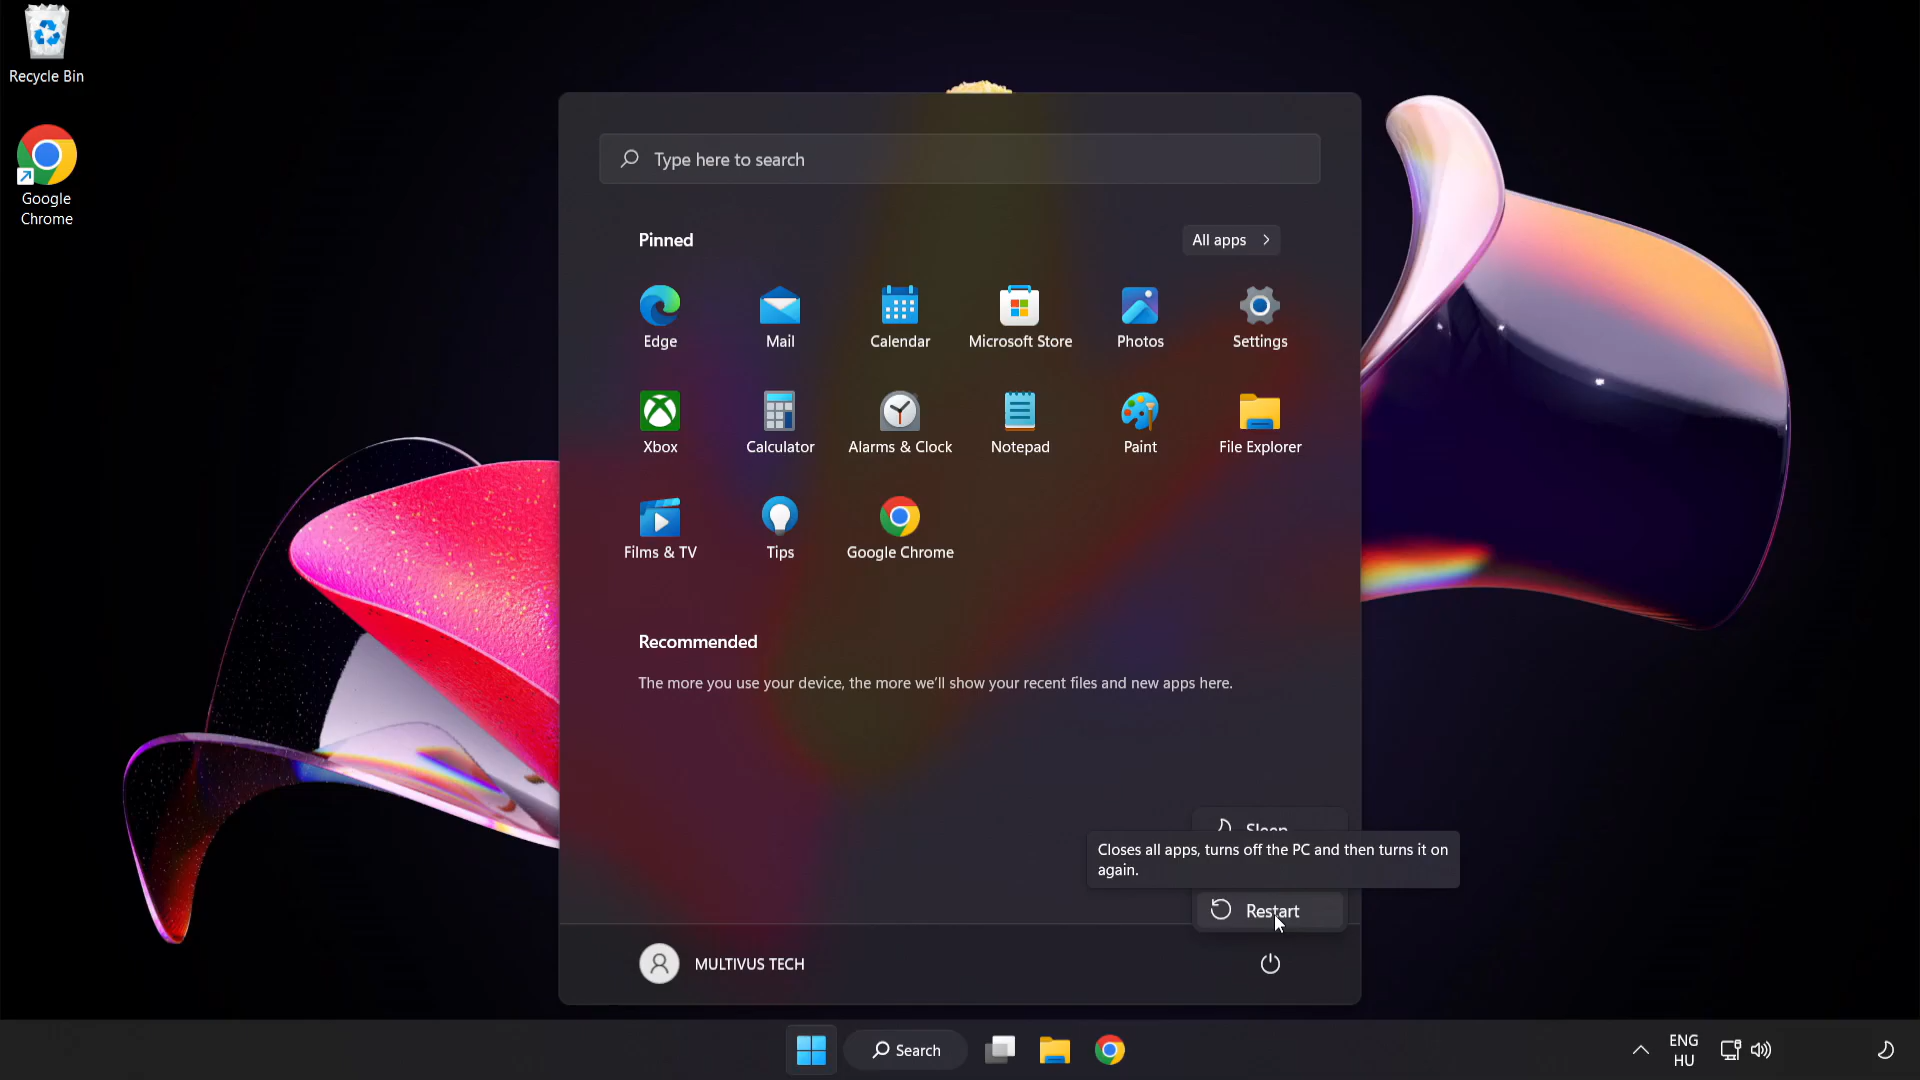 Recycle Bin
Google
Chrome
Type here to search
Pinned
All apps
Edge
Mail
Calendar
Microsoft Store
Photos
Settings
Xbox
Calculator
Alarms & Clock
Notepad
Paint
File Explorer
Films & TV
Tips
Google Chrome
Recommended
The more you use your device, the more we'll show your recent files and new apps here.
Sleep
Closes all apps, turns off the PC and then turns it on
again.
Restart
MULTIVUS TECH
Search
ENG
HU